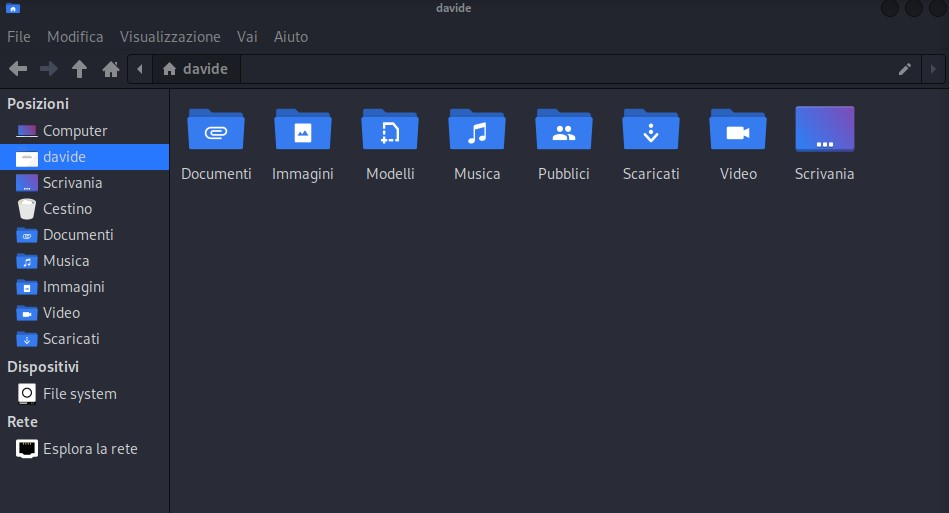 davide
File Modifica Visualizzazione Vai Aiuto
davide
Posizioni
Computer
davide
Scrivania
Cestino
Documenti
Musica
Immagini
Video
Scaricati
Dispositivi
File system
Rete
Esplora la rete
Documenti Immagini Modelli Musica Pubblici Scaricati Video Scrivania